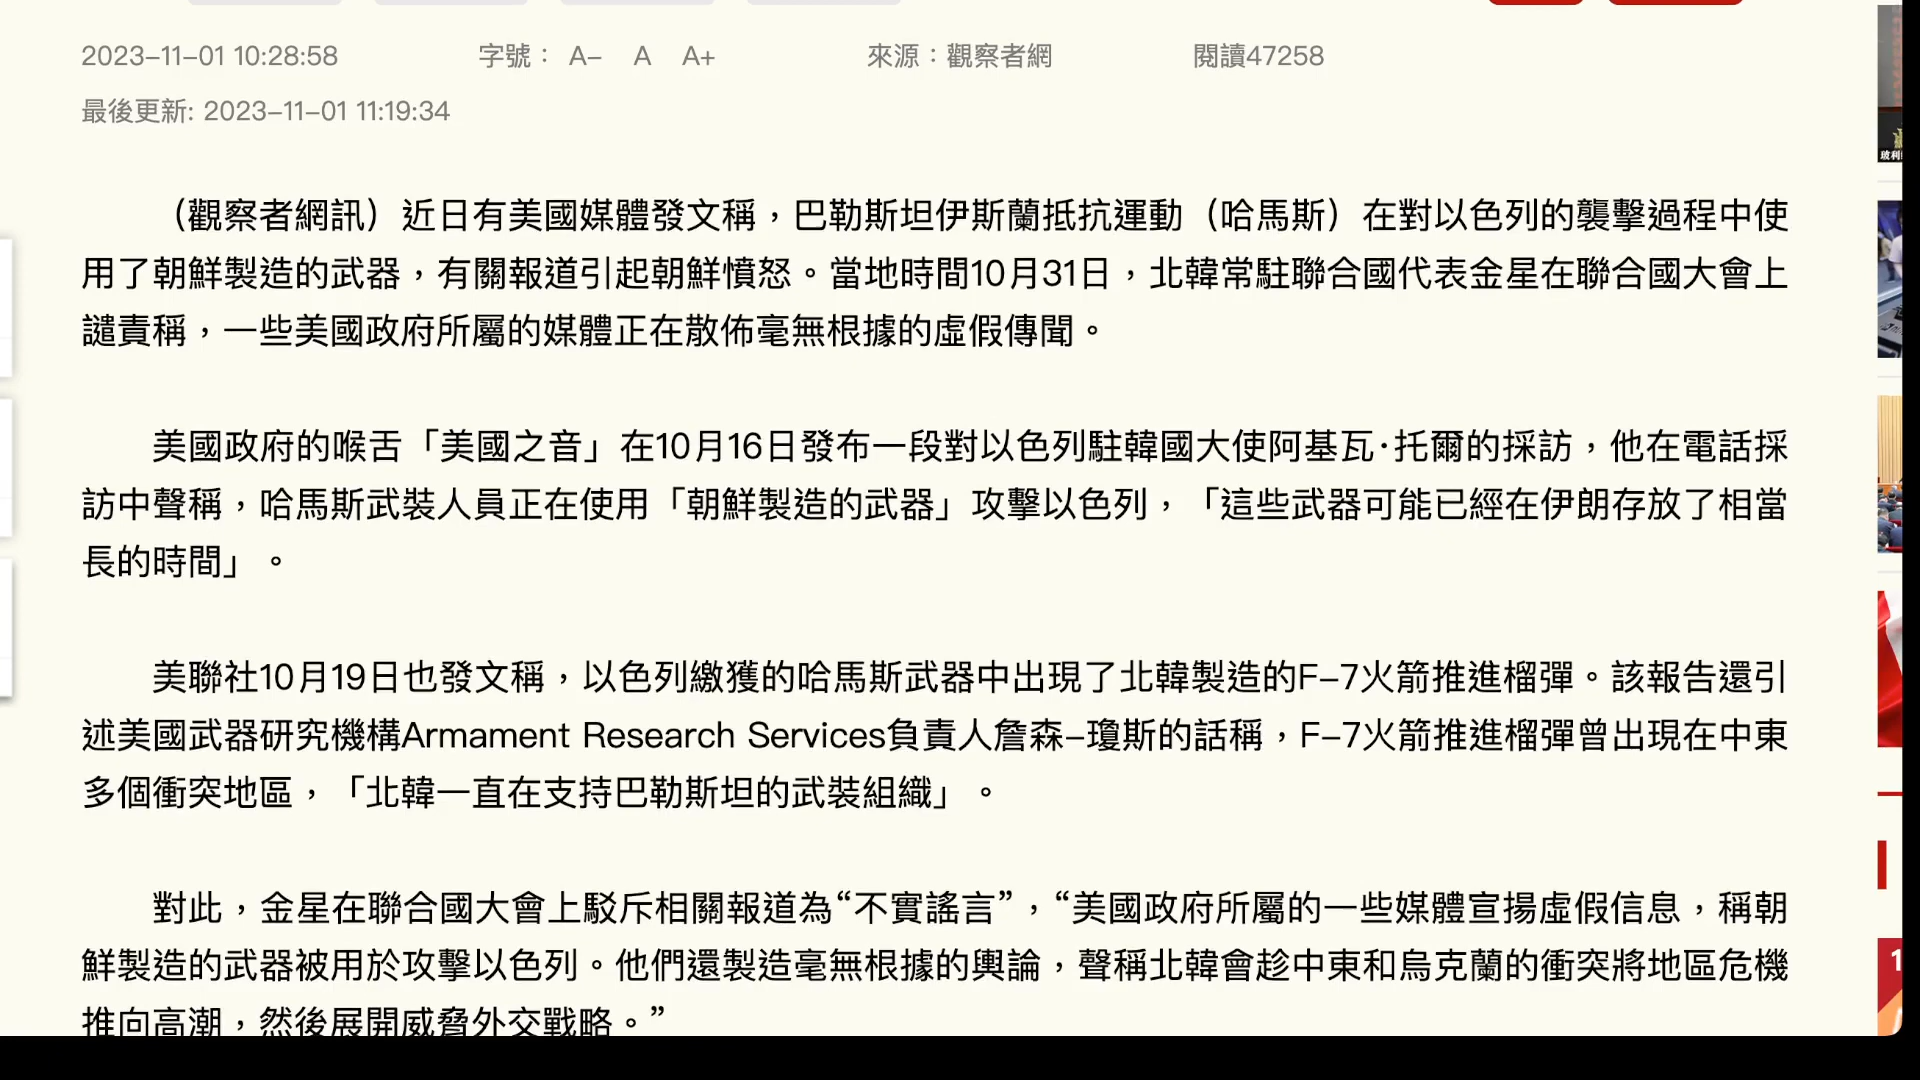 2023-11-01 10:28:58 字號： A- A A+ 來源：觀察者網 閱讀47258
最後更新: 2023-11-01 11:19:34
（觀察者網訊）近日有美國媒體發文稱，巴勒斯坦伊斯蘭抵抗運動（哈馬斯）在對以色列的襲擊過程中使
用了朝鮮製造的武器，有關報道引起朝鮮憤怒。當地時間10月31日，北韓常駐聯合國代表金星在聯合國大會上
譴責稱，一些美國政府所屬的媒體正在散佈毫無根據的虛假傳聞。
美國政府的喉舌「美國之音」在10月16日發布一段對以色列駐韓國大使阿基瓦·托爾的採訪，他在電話採
訪中聲稱，哈馬斯武裝人員正在使用「朝鮮製造的武器」攻擊以色列，「這些武器可能已經在伊朗存放了相當
長的時間」。
美聯社10月19日也發文稱，以色列繳獲的哈馬斯武器中出現了北韓製造的F-7火箭推進榴彈。該報告還引
述美國武器研究機構Armament Research Services負責人詹森-瓊斯的話稱，F-7火箭推進榴彈曾出現在中東
多個衝突地區，「北韓一直在支持巴勒斯坦的武裝組織」。
對此，金星在聯合國大會上駁斥相關報道為“不實謠言”，“美國政府所屬的一些媒體宣揚虛假信息，稱朝
鮮製造的武器被用於攻擊以色列。他們還製造毫無根據的輿論，聲稱北韓會趁中東和烏克蘭的衝突將地區危機
推向高潮，然後展開威脅外交戰略。”
玻利
1